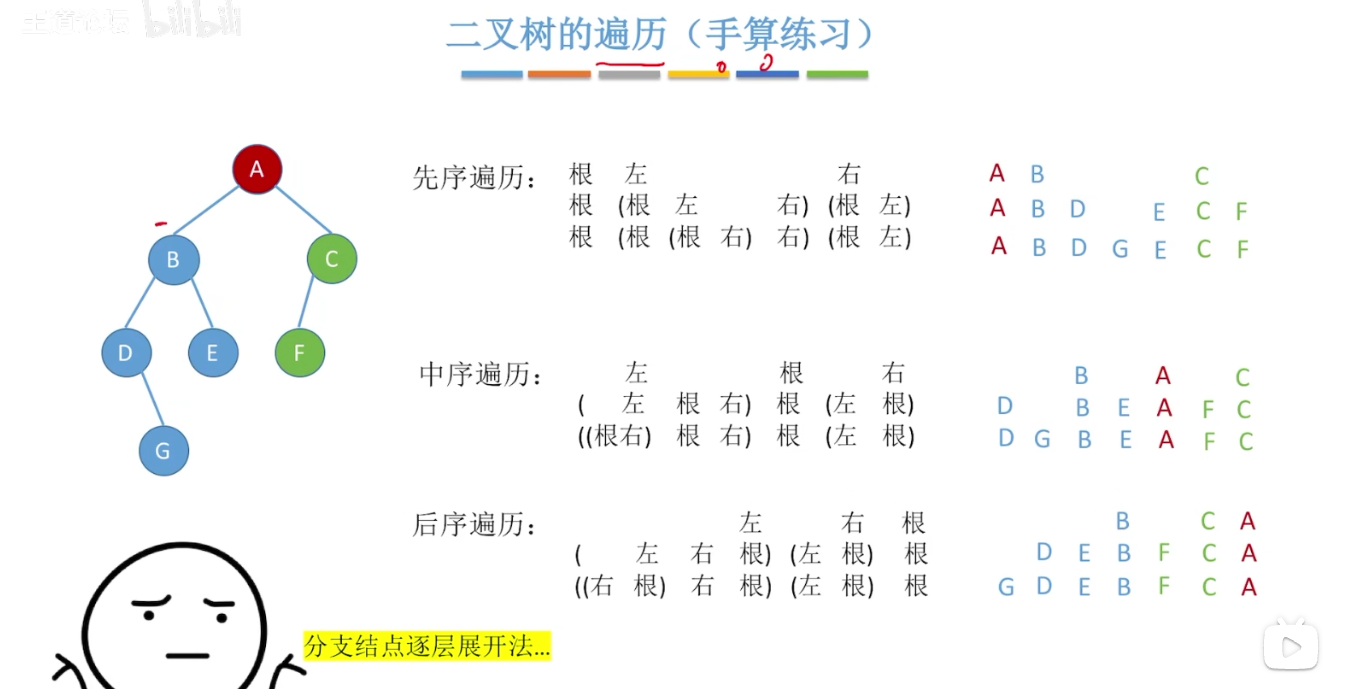 王道论坛 bilibili
二叉树的遍历（手算练习）
A
B
C
D
E
F
G
先序遍历： 根 左 右 A B C
根 (根 左 右) (根 左) A B D E C F
根 (根 (根 右) 右) (根 左) A B D G E C F
中序遍历： 左 根 右 B A C
( 左 根 右) 根 (左 根) D B E A F C
((根右) 根 右) 根 (左 根) D G B E A F C
后序遍历： 左 右 根 B C A
( 左 右 根) (左 根) 根 D E B F C A
((右 根) 右 根) (左 根) 根 G D E B F C A
分支结点逐层展开法...